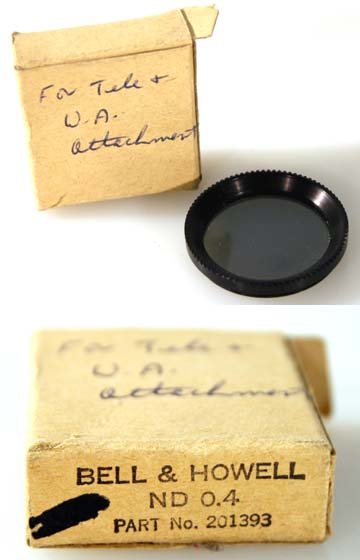 For Tele +
W.A.
attachment
For Tele +
W.A.
attachment
BELL & HOWELL
ND 0.4
PART No. 201393